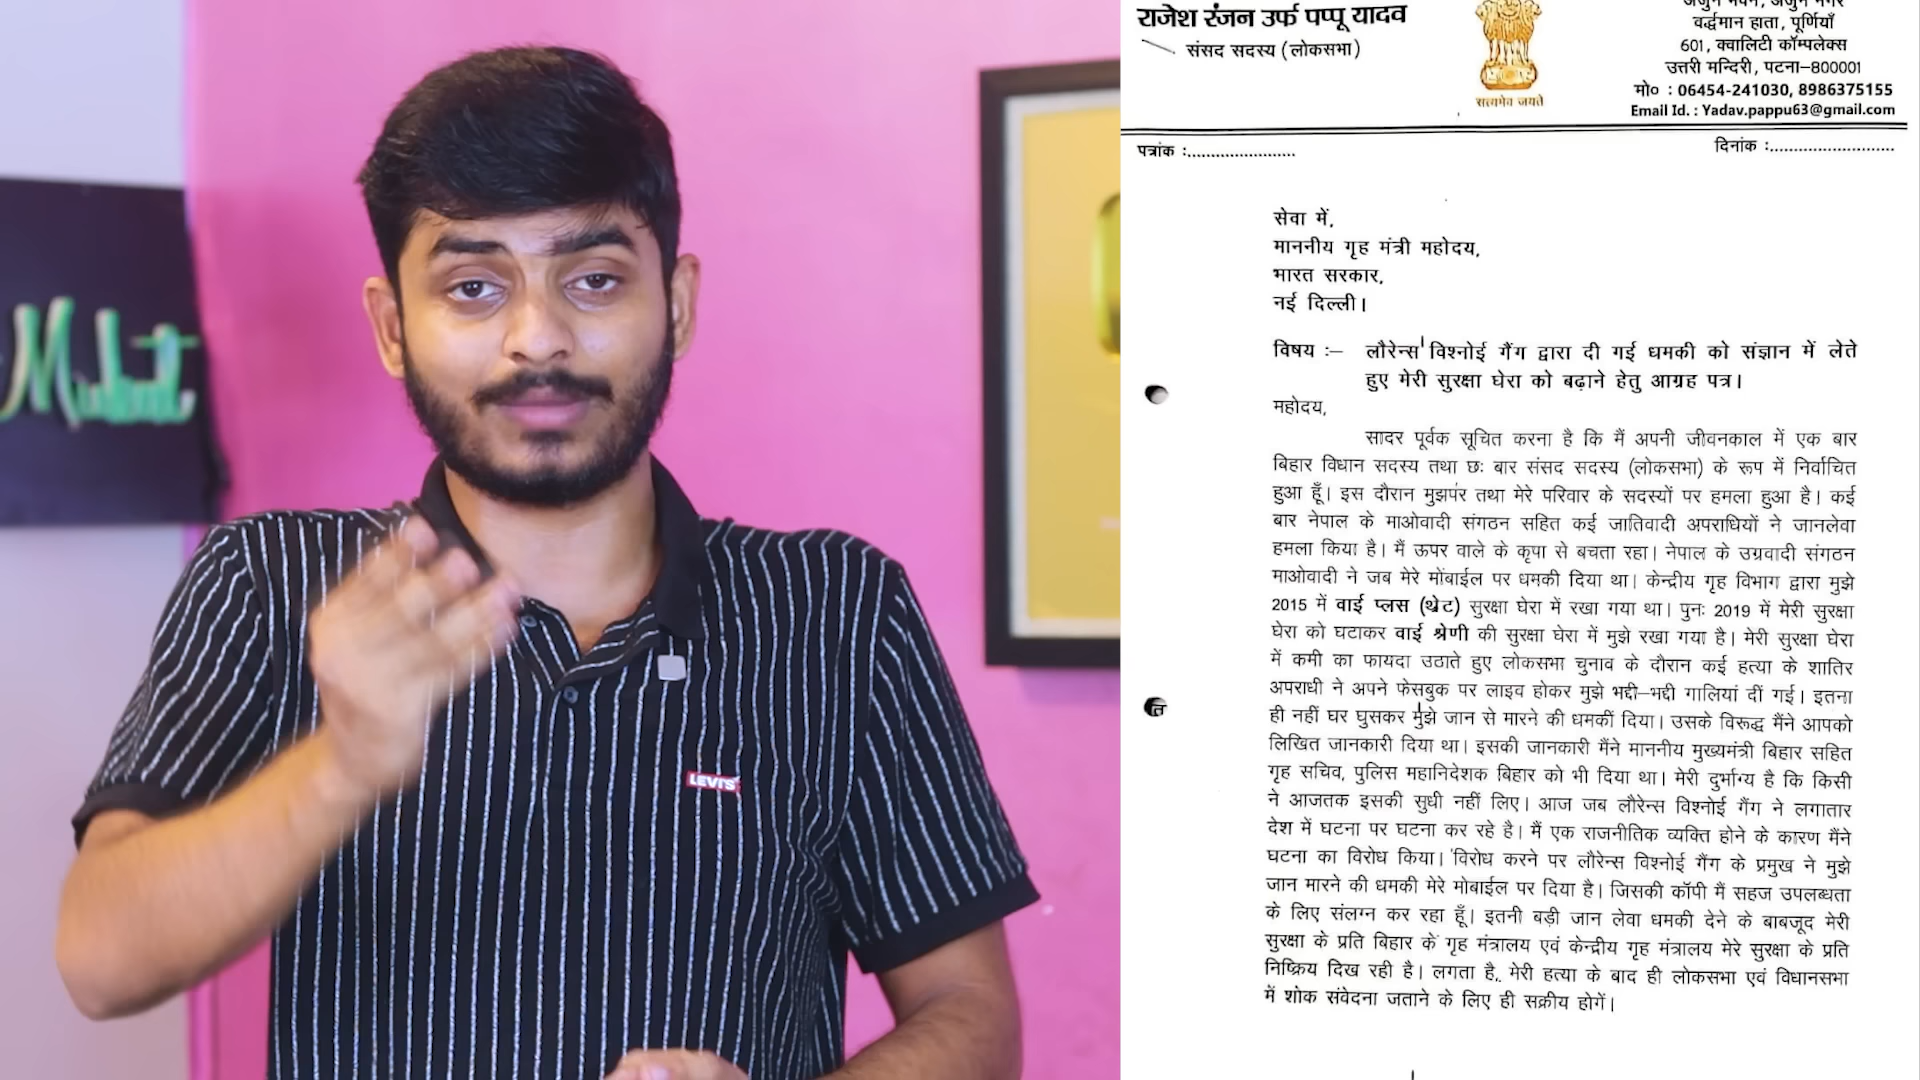 Mohit
LEVI'S
राजेश रंजन उर्फ पप्पू यादव
संसद सदस्य (लोकसभा)
सत्यमेव जयते
अर्जुन भवन, अर्जुन नगर
वर्द्धमान हाता, पूर्णियाँ
601, क्वालिटी कॉम्पलेक्स
उत्तरी मन्दिरी, पटना–800001
मो० : 06454-241030, 8986375155
Email Id. : Yadav.pappu63@gmail.com
पत्रांक :.......................
दिनांक :..........................
सेवा में,
माननीय गृह मंत्री महोदय,
भारत सरकार,
नई दिल्ली।
विषय :– लौरेन्स विश्नोई गैंग द्वारा दी गई धमकी को संज्ञान में लेते
हुए मेरी सुरक्षा घेरा को बढ़ाने हेतु आग्रह पत्र।
महोदय,
सादर पूर्वक सूचित करना है कि मैं अपनी जीवनकाल में एक बार
बिहार विधान सदस्य तथा छः बार संसद सदस्य (लोकसभा) के रूप में निर्वाचित
हुआ हूँ। इस दौरान मुझपर तथा मेरे परिवार के सदस्यों पर हमला हुआ है। कई
बार नेपाल के माओवादी संगठन सहित कई जातिवादी अपराधियों ने जानलेवा
हमला किया है। मैं ऊपर वाले के कृपा से बचता रहा। नेपाल के उग्रवादी संगठन
माओवादी ने जब मेरे मोंबाईल पर धमकी दिया था। केन्द्रीय गृह विभाग द्वारा मुझे
2015 में वाई प्लस (थ्रेट) सुरक्षा घेरा में रखा गया था। पुनः 2019 में मेरी सुरक्षा
घेरा को घटाकर वाई श्रेणी की सुरक्षा घेरा में मुझे रखा गया है। मेरी सुरक्षा घेरा
में कमी का फायदा उठाते हुए लोकसभा चुनाव के दौरान कई हत्या के शातिर
अपराधी ने अपने फेसबुक पर लाइव होकर मुझे भद्दी–भद्दी गालियां दीं गई। इतना
ही नहीं घर घुसकर मुझे जान से मारने की धमकीं दिया। उसके विरूद्ध मैंने आपको
लिखित जानकारी दिया था। इसकी जानकारी मैंने माननीय मुख्यमंत्री बिहार सहित
गृह सचिव, पुलिस महानिदेशक बिहार को भी दिया था। मेरी दुर्भाग्य है कि किसी
ने आजतक इसकी सुधी नहीं लिए। आज जब लौरेन्स विश्नोई गैंग ने लगातार
देश में घटना पर घटना कर रहे है। मैं एक राजनीतिक व्यक्ति होने के कारण मैंने
घटना का विरोध किया। विरोध करने पर लौरेन्स विश्नोई गैंग के प्रमुख ने मुझे
जान मारने की धमकी मेरे मोबाईल पर दिया है। जिसकी कॉपी मैं सहज उपलब्धता
के लिए संलग्न कर रहा हूँ। इतनी बड़ी जान लेवा धमकी देने के बाबजूद मेरी
सुरक्षा के प्रति बिहार के गृह मंत्रालय एवं केन्द्रीय गृह मंत्रालय मेरे सुरक्षा के प्रति
निष्क्रिय दिख रही है। लगता है, मेरी हत्या के बाद ही लोकसभा एवं विधानसभा
में शोक संवेदना जताने के लिए ही सक्रीय होगें।